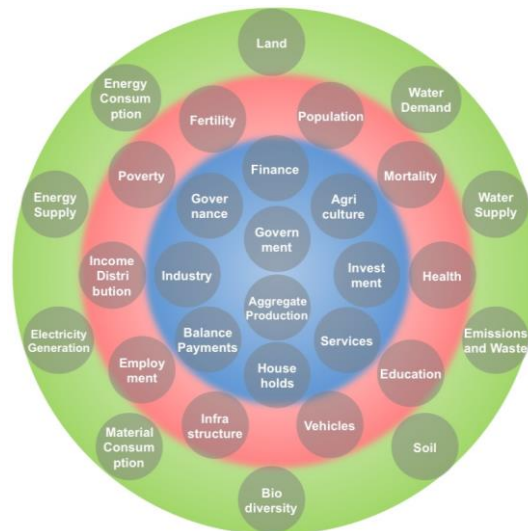 Land
Energy
Consum
ption
Water
Demand
Fertility
Population
Finance
Poverty
Mortality
Gover
nance
Agri
culture
Energy
Supply
Water
Supply
Govern
ment
Income
Distri
bution
Industry
Invest
ment
Health
Aggregate
Production
Electricity
Generation
Balance
Payments
Services
Emissions
and Waste
Employ
ment
House
holds
Education
Infra
structure
Vehicles
Material
Consum
ption
Soil
Bio
diversity